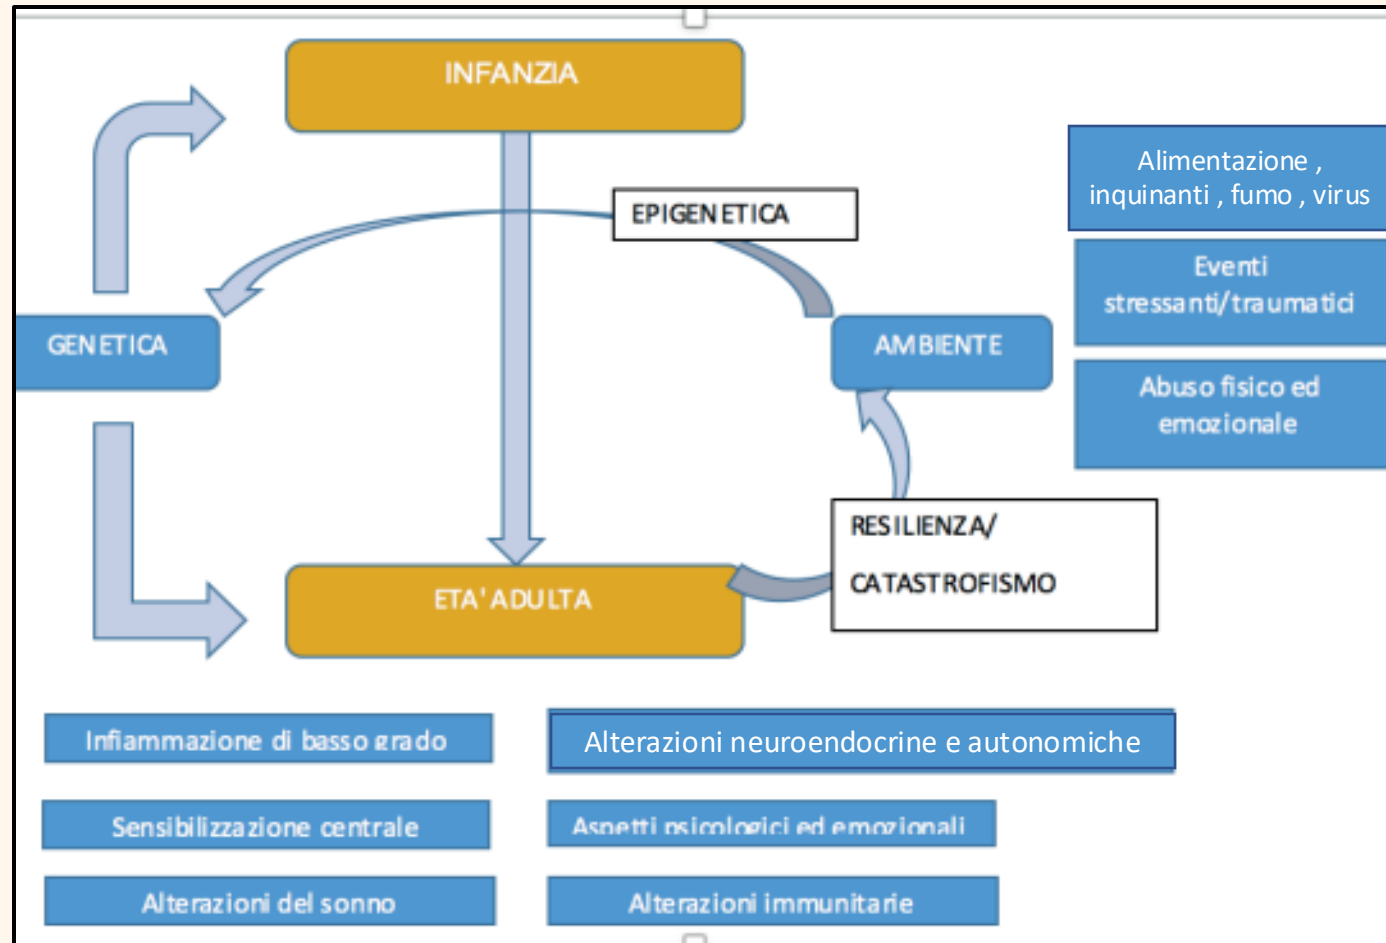 INFANZIA
Alimentazione ,
inquinanti , fumo , virus
EPIGENETICA
Eventi
stressanti/traumatici
GENETICA
AMBIENTE
Abuso fisico ed
emozionale
RESILIENZA/
CATASTROFISMO
ETA' ADULTA
Infiammazione di basso grado
Alterazioni neuroendocrine e autonomiche
Sensibilizzazione centrale
Aspetti psicologici ed emozionali
Alterazioni del sonno
Alterazioni immunitarie